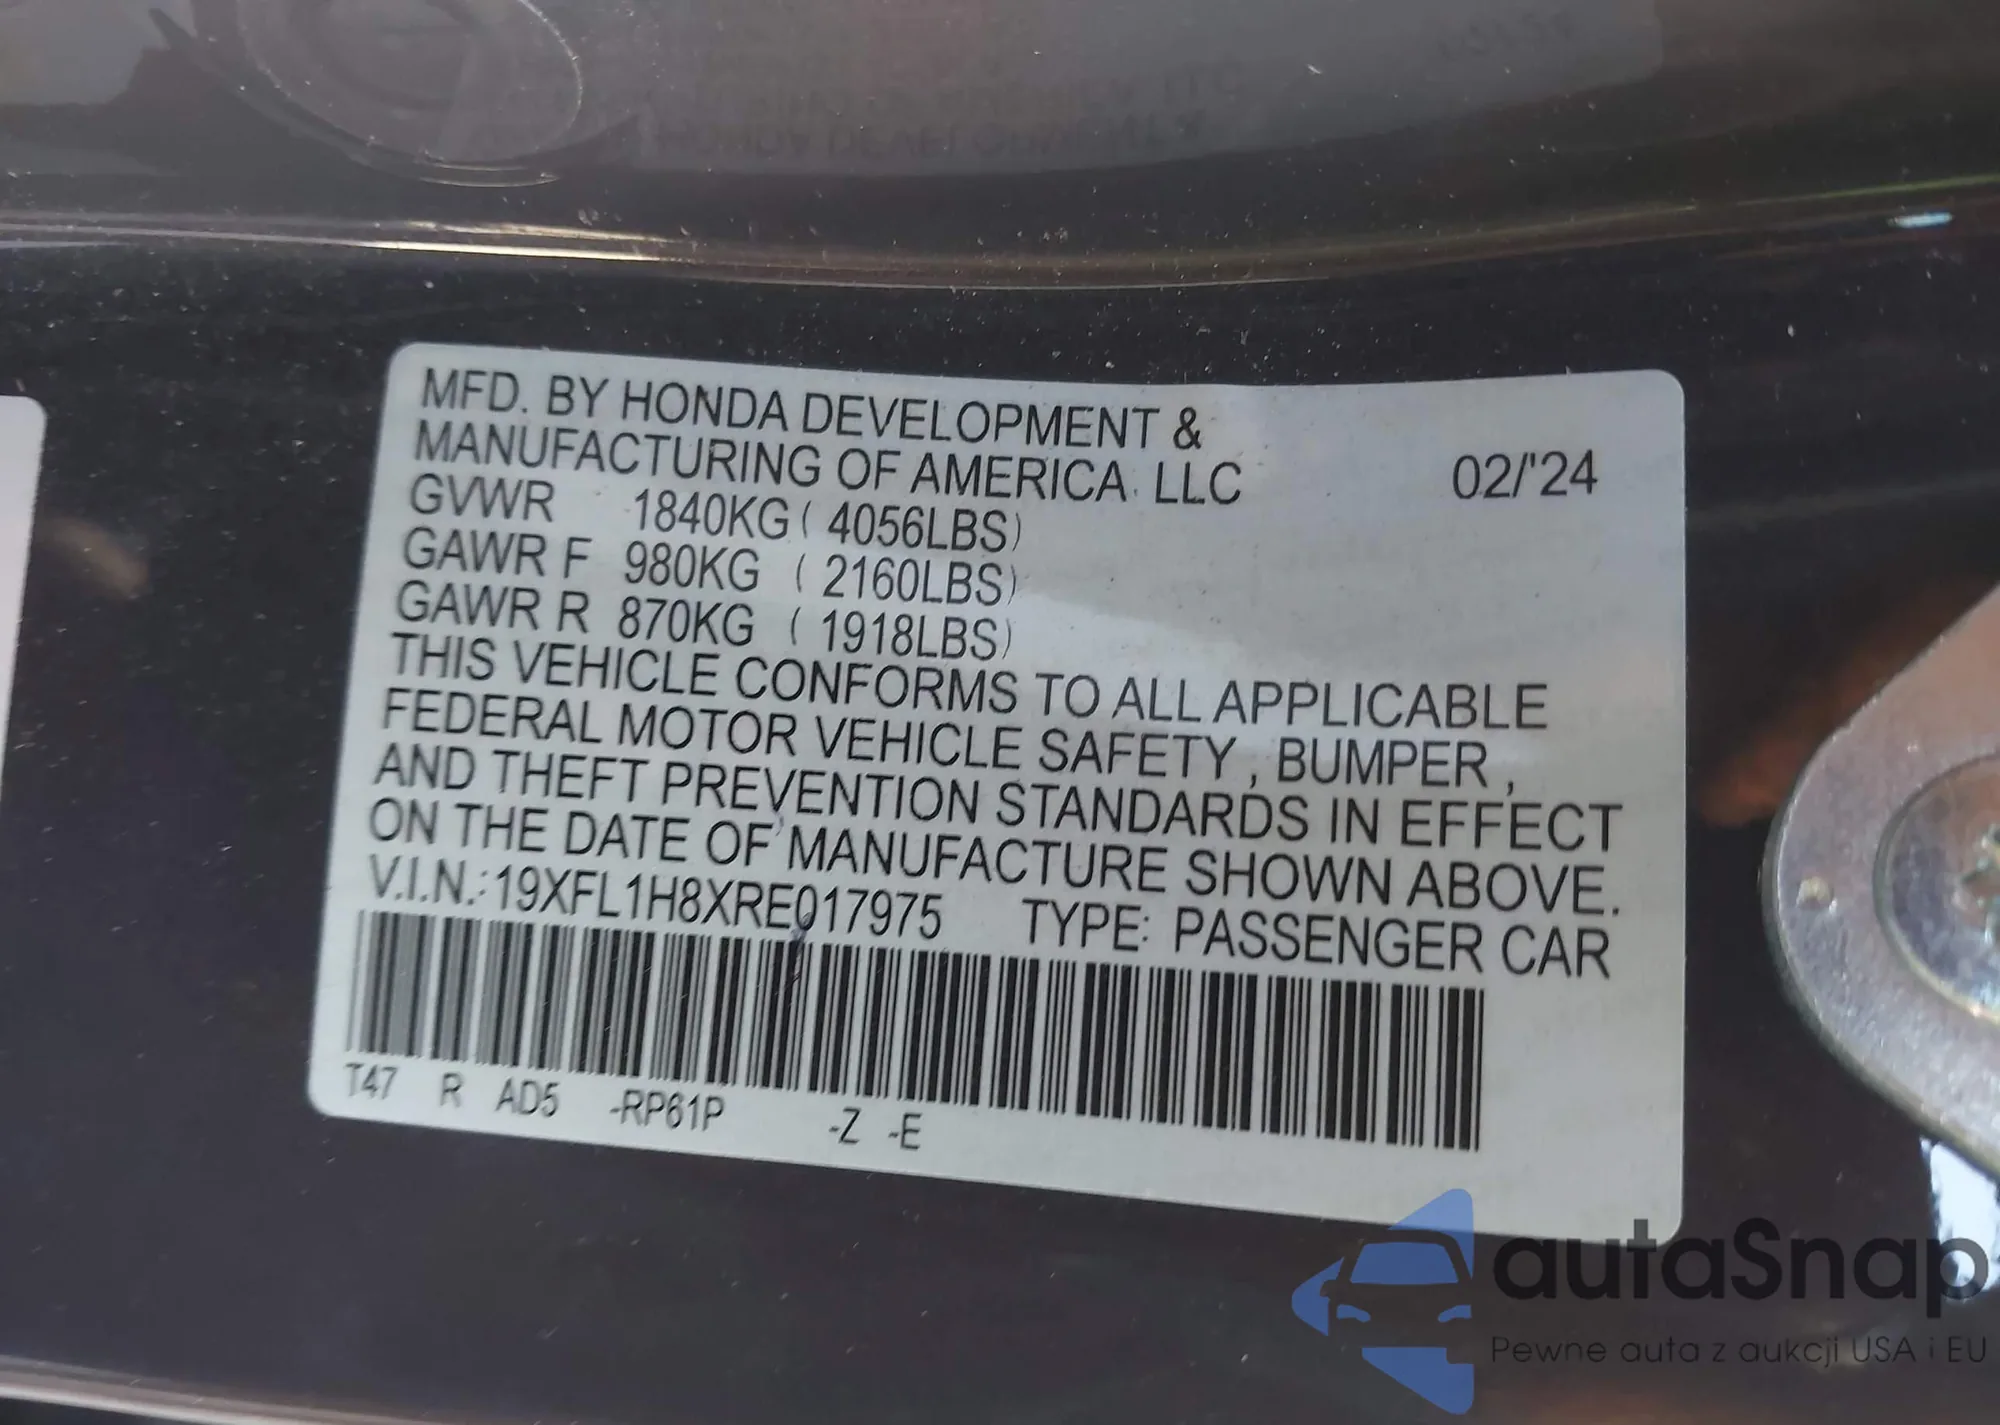 MFD. BY HONDA DEVELOPMENT &
MANUFACTURING OF AMERICA. LLC 02/'24
GVWR 1840KG ( 4056LBS)
GAWR F 980KG ( 2160LBS)
GAWR R 870KG ( 1918LBS)
THIS VEHICLE CONFORMS TO ALL APPLICABLE
FEDERAL MOTOR VEHICLE SAFETY , BUMPER ,
AND THEFT PREVENTION STANDARDS IN EFFECT
ON THE DATE OF MANUFACTURE SHOWN ABOVE.
V.I.N.: 19XFL1H8XRE017975 TYPE: PASSENGER CAR
T47 R AD5 -RP61P -Z -E
autaSnap
Pewne auta z aukcji USA i EU